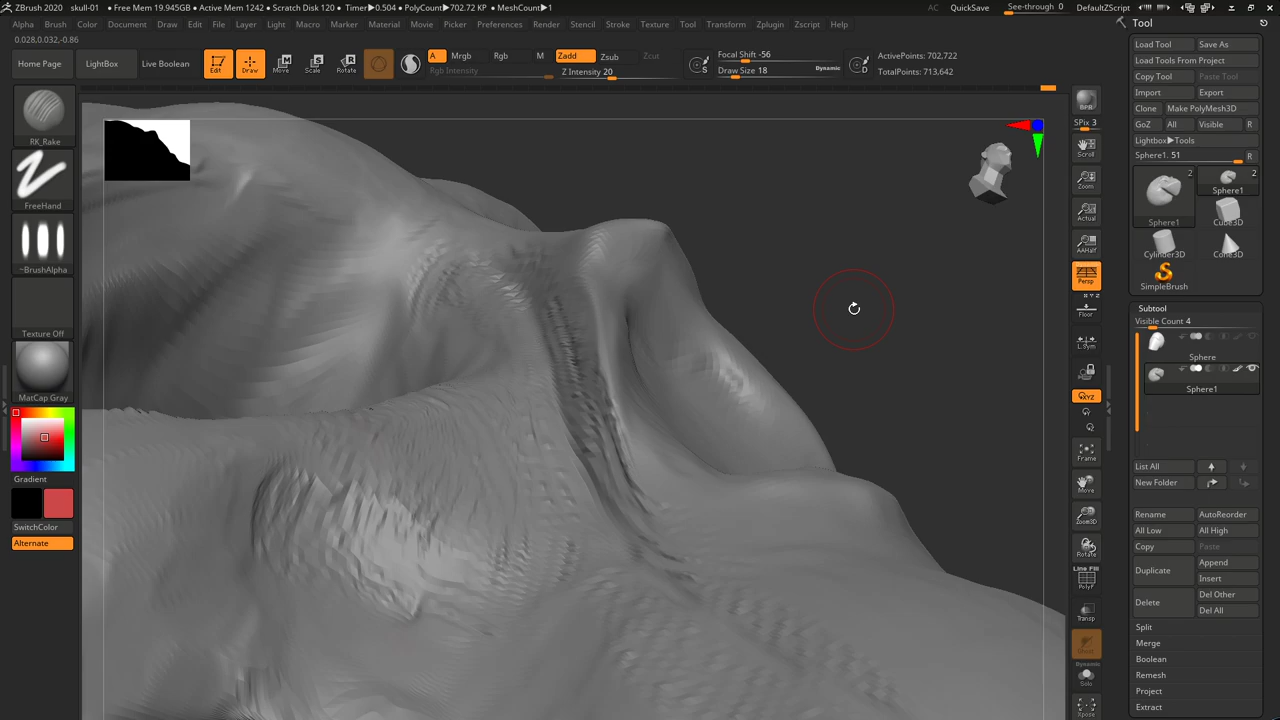 ZBrush 2020 skull-01 ● Free Mem 19.945GB ● Active Mem 1242 ● Scratch Disk 120 ● Timer▶0.504 ● PolyCount▶702.72 KP ● MeshCount▶1 AC QuickSave See-through 0 DefaultZScript
Alpha Brush Color Document Draw Edit File Layer Light Macro Marker Material Movie Picker Preferences Render Stencil Stroke Texture Tool Transform Zplugin Zscript Help
0.028,0.032,-0.86
Home Page LightBox Live Boolean
Edit Draw Move Scale Rotate
A Mrgb Rgb M Zadd Zsub Zcut
Rgb Intensity Z Intensity 20
Focal Shift -56
Draw Size 18 Dynamic
S
D
ActivePoints: 702,722
TotalPoints: 713,642
RK_Rake
FreeHand
~BrushAlpha
Texture Off
MatCap Gray
Gradient
SwitchColor
Alternate
BPR
SPix 3
Scroll
Zoom
Actual
AAHalf
Persp
X Y Z
Floor
L.Sym
XYZ
Frame
Move
Zoom3D
Rotate
Line Fill
PolyF
Transp
Ghost
Dynamic
Solo
Xpose
Tool
Load Tool Save As
Load Tools From Project
Copy Tool Paste Tool
Import Export
Clone Make PolyMesh3D
GoZ All Visible R
Lightbox▶Tools
Sphere1. 51 R
2 2
Sphere1
Sphere1 Cube3D
Cylinder3D Cone3D
SimpleBrush
Subtool
Visible Count 4
Sphere
Sphere1
List All
New Folder
Rename AutoReorder
All Low All High
Copy Paste
Duplicate Append
Insert
Delete Del Other
Del All
Split
Merge
Boolean
Remesh
Project
Extract